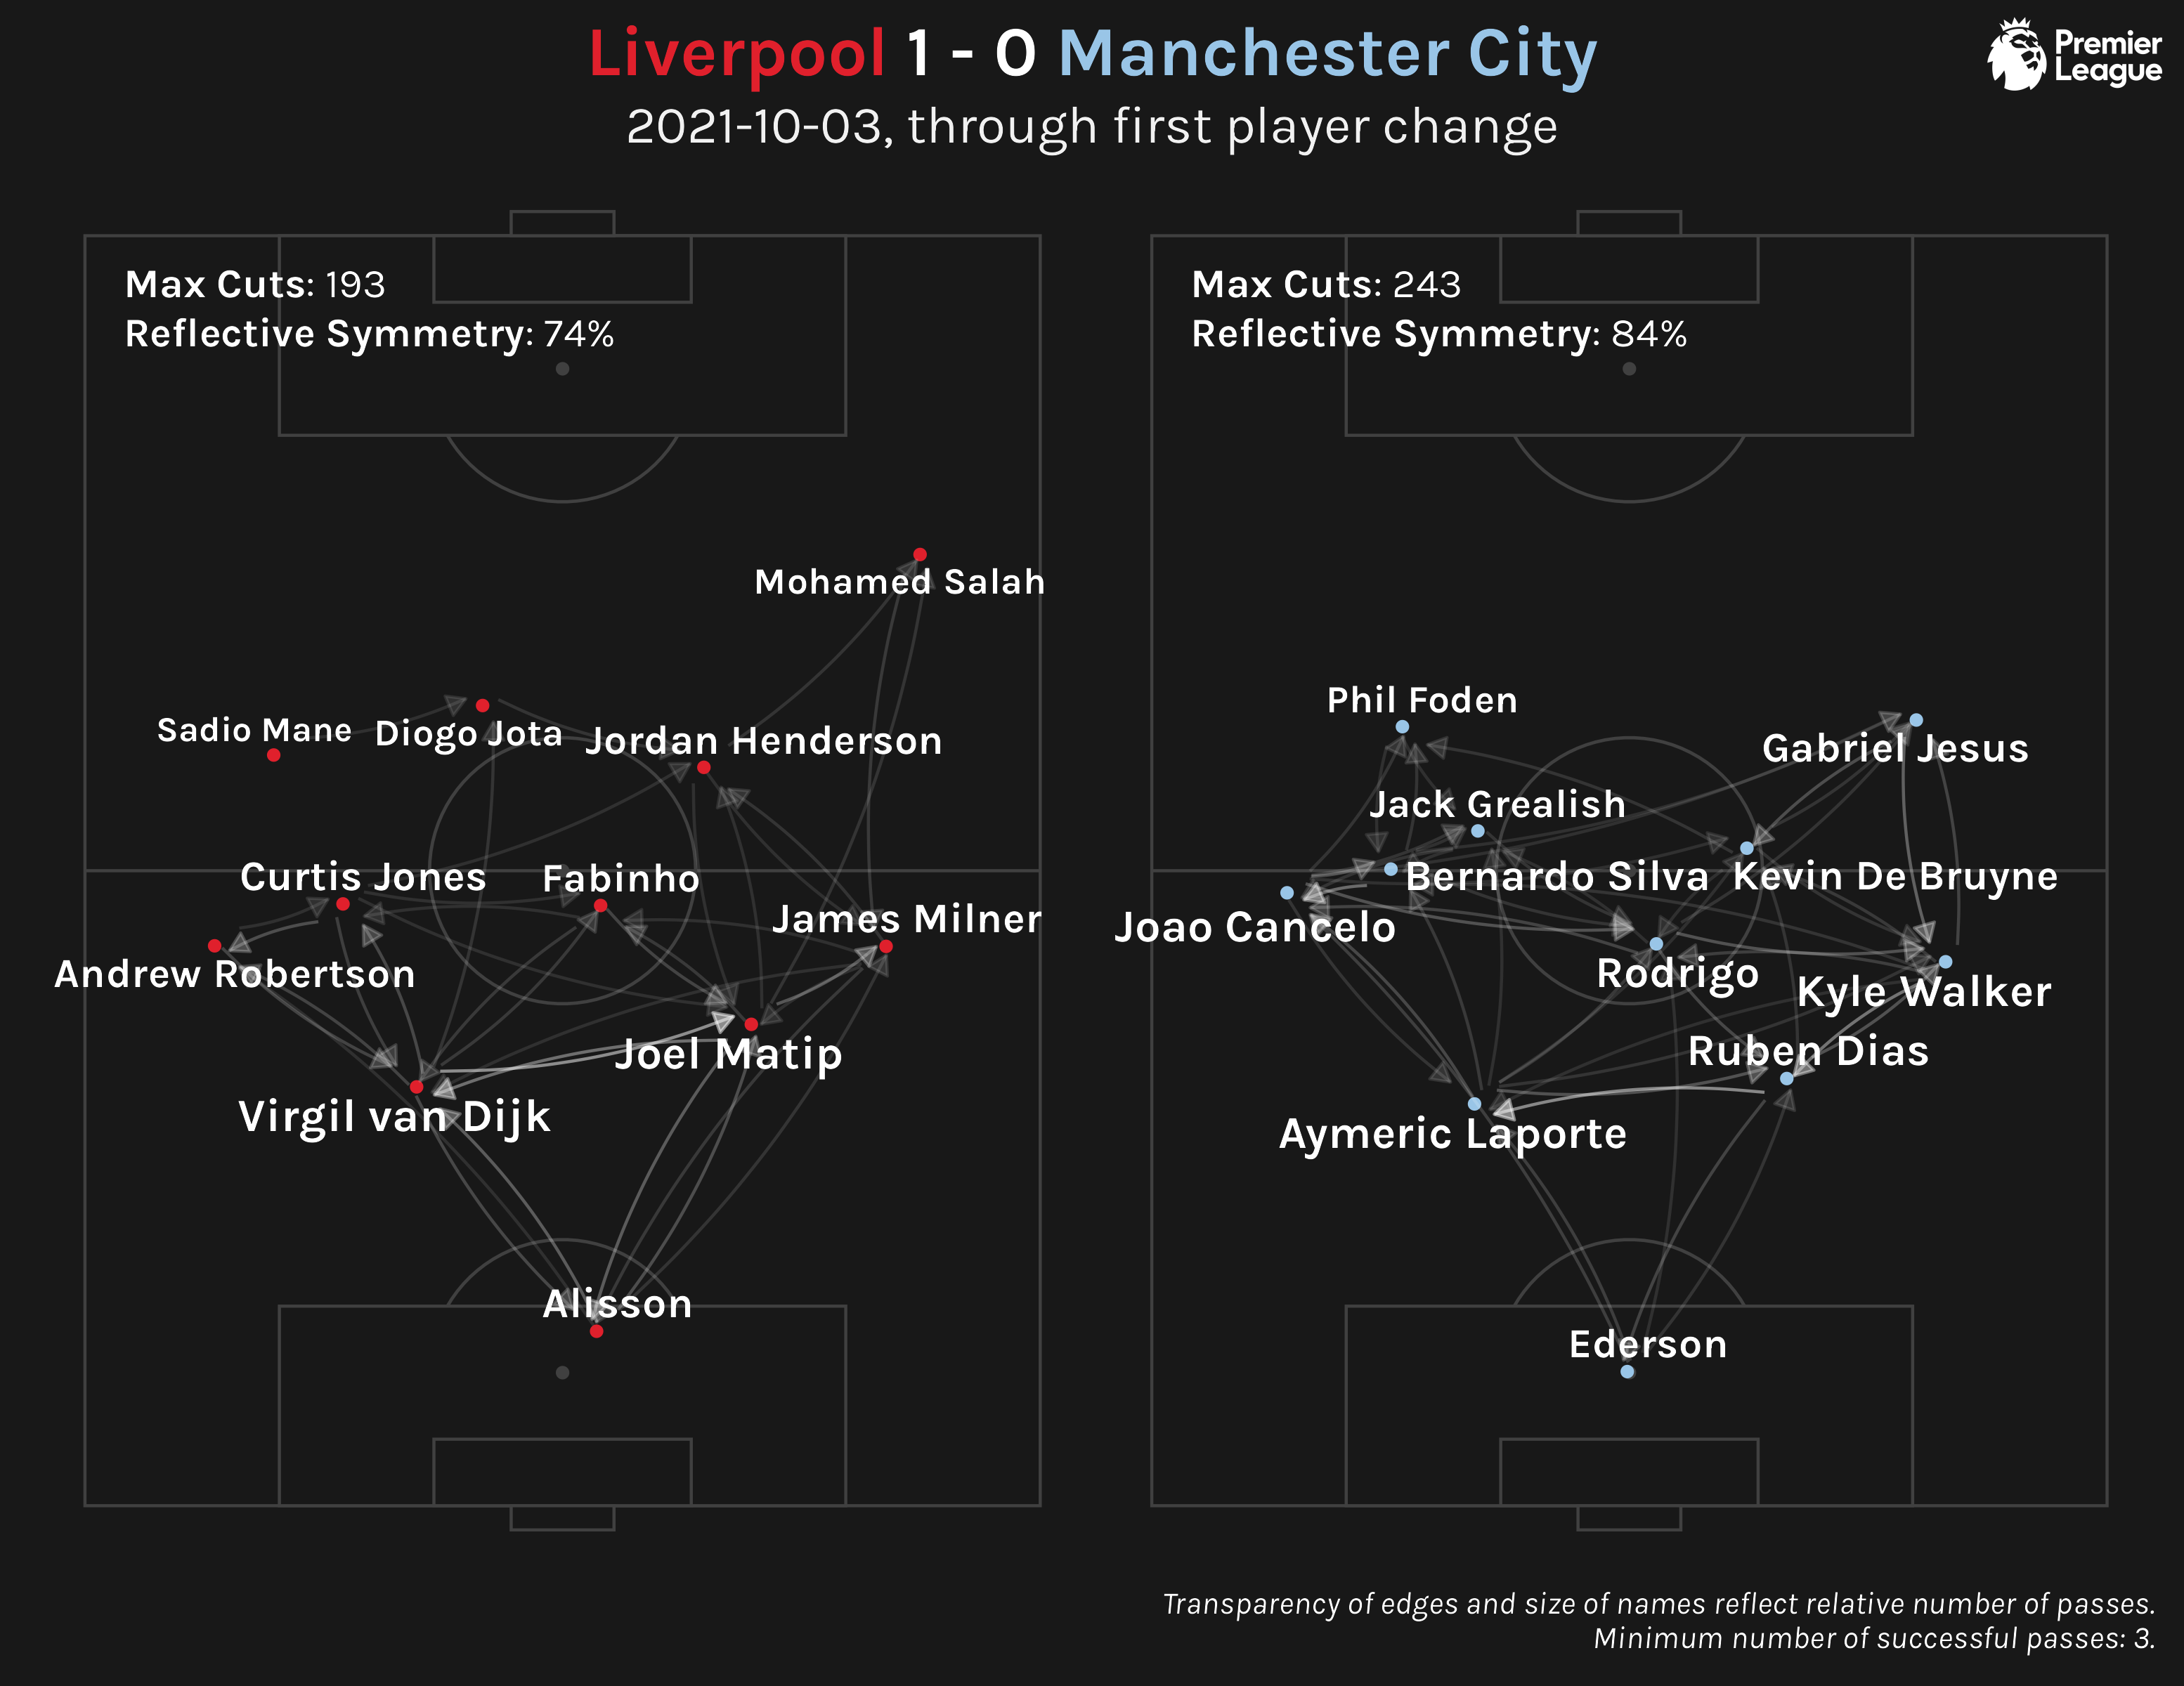 Liverpool 1 - 0 Manchester City
2021-10-03, through first player change
Premier
League
Max Cuts: 193
Reflective Symmetry: 74%
Mohamed Salah
Sadio Mane
Diogo Jota
Jordan Henderson
Curtis Jones
Fabinho
James Milner
Andrew Robertson
Joel Matip
Virgil van Dijk
Alisson
Max Cuts: 243
Reflective Symmetry: 84%
Phil Foden
Gabriel Jesus
Jack Grealish
Bernardo Silva
Kevin De Bruyne
Joao Cancelo
Rodrigo
Kyle Walker
Ruben Dias
Aymeric Laporte
Ederson
Transparency of edges and size of names reflect relative number of passes.
Minimum number of successful passes: 3.